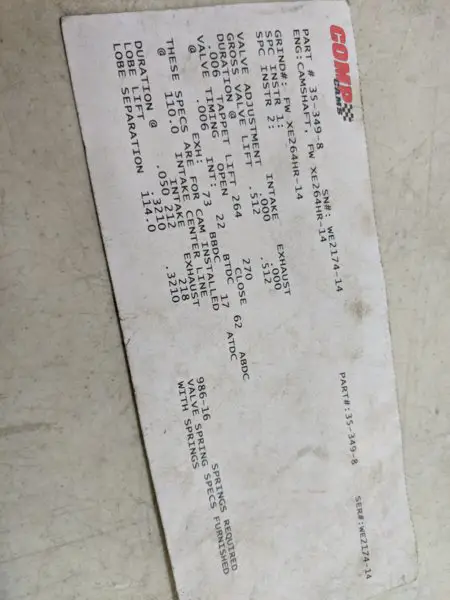 COMP CAMS
PART # 35-349-8 SN#: WE2174-14
ENG:CAMSHAFT, FW XE264HR-14
GRIND#: FW XE264HR-14
SPC INSTR 1:
SPC INSTR 2:
INTAKE EXHAUST
VALVE ADJUSTMENT .000 .000
GROSS VALVE LIFT .512 .512
DURATION @
.006 TAPPET LIFT 264 270
VALVE TIMING OPEN CLOSE
@ .006 INT: 22 BTDC 62 ABDC
EXH: 73 BBDC 17 ATDC
THESE SPECS ARE FOR CAM INSTALLED
@ 110.0 INTAKE CENTER LINE
INTAKE EXHAUST
DURATION @ .050 212 218
LOBE LIFT .3210 .3210
LOBE SEPARATION 114.0
PART#:35-349-8 SER#:WE2174-14
SPRINGS REQUIRED
986-16
VALVE SPRING SPECS FURNISHED
WITH SPRINGS